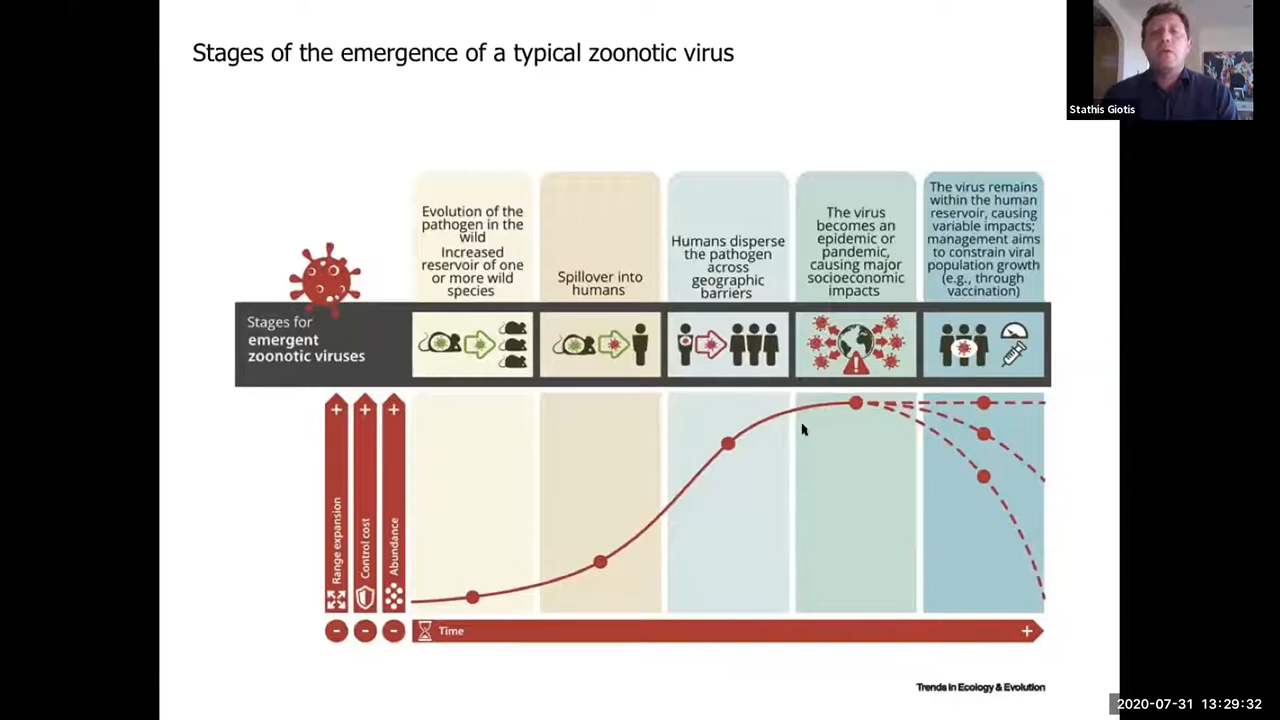 Stages of the emergence of a typical zoonotic virus
Stathis Giotis
Evolution of the
pathogen in the
wild
Increased
reservoir of one
or more wild
species
Spillover into
humans
Humans disperse
the pathogen
across
geographic
barriers
The virus
becomes an
epidemic or
pandemic,
causing major
socioeconomic
impacts
The virus remains
within the human
reservoir, causing
variable impacts;
management aims
to constrain viral
population growth
(e.g., through
vaccination)
Stages for
emergent
zoonotic viruses
+ + +
Range expansion
Control cost
Abundance
- - -
Time +
Trends in Ecology & Evolution
2020-07-31 13:29:32